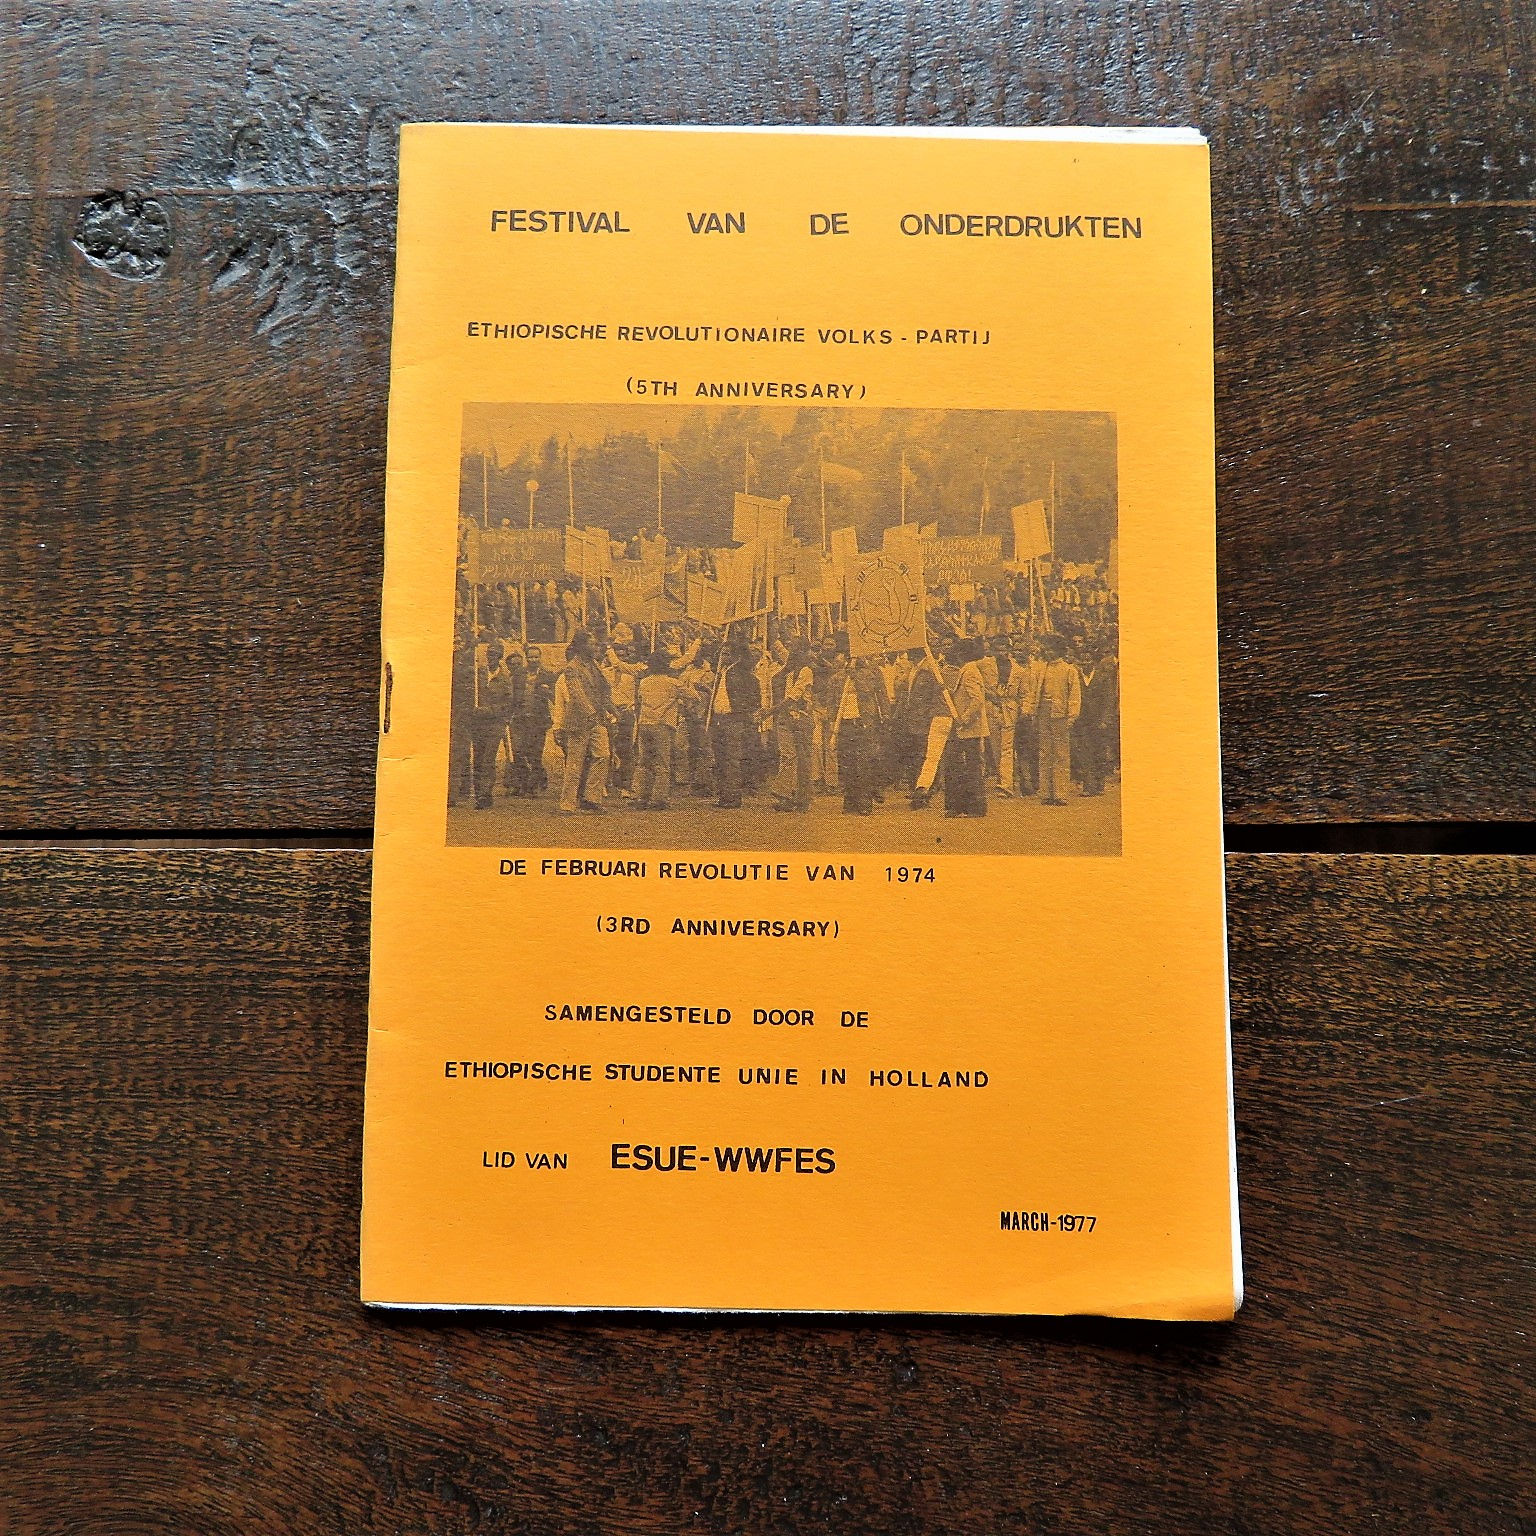 FESTIVAL VAN DE ONDERDRUKTEN
ETHIOPISCHE REVOLUTIONAIRE VOLKS - PARTIJ
(5TH ANNIVERSARY)
DE FEBRUARI REVOLUTIE VAN 1974
(3RD ANNIVERSARY)
SAMENGESTELD DOOR DE
ETHIOPISCHE STUDENTE UNIE IN HOLLAND
LID VAN ESUE-WWFES
MARCH-1977